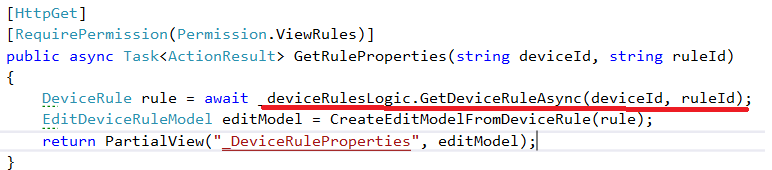 [HttpGet]
[RequirePermission(Permission.ViewRules)]
public async Task<ActionResult> GetRuleProperties(string deviceId, string ruleId)
{
    DeviceRule rule = await _deviceRulesLogic.GetDeviceRuleAsync(deviceId, ruleId);
    EditDeviceRuleModel editModel = CreateEditModelFromDeviceRule(rule);
    return PartialView("_DeviceRuleProperties", editModel);
}